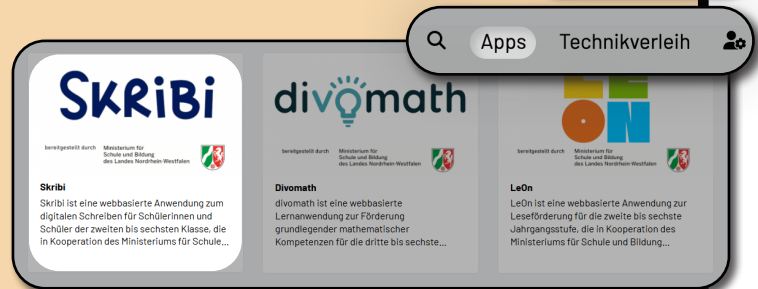 Apps Technikverleih
SKRiBi
divomath
LEON
bereitgestellt durch Ministerium für
Schule und Bildung
des Landes Nordrhein-Westfalen
bereitgestellt durch Ministerium für
Schule und Bildung
des Landes Nordrhein-Westfalen
bereitgestellt durch Ministerium für
Schule und Bildung
des Landes Nordrhein-Westfalen
Skribi
Skribi ist eine webbasierte Anwendung zum
digitalen Schreiben für Schülerinnen und
Schüler der zweiten bis sechsten Klasse, die
in Kooperation des Ministeriums für Schule...
Divomath
divomath ist eine webbasierte
Lernanwendung zur Förderung
grundlegender mathematischer
Kompetenzen für die dritte bis sechste...
LeOn
LeOn ist eine webbasierte Anwendung zur
Leseförderung für die zweite bis sechste
Jahrgangsstufe, die in Kooperation des
Ministeriums für Schule und Bildung...